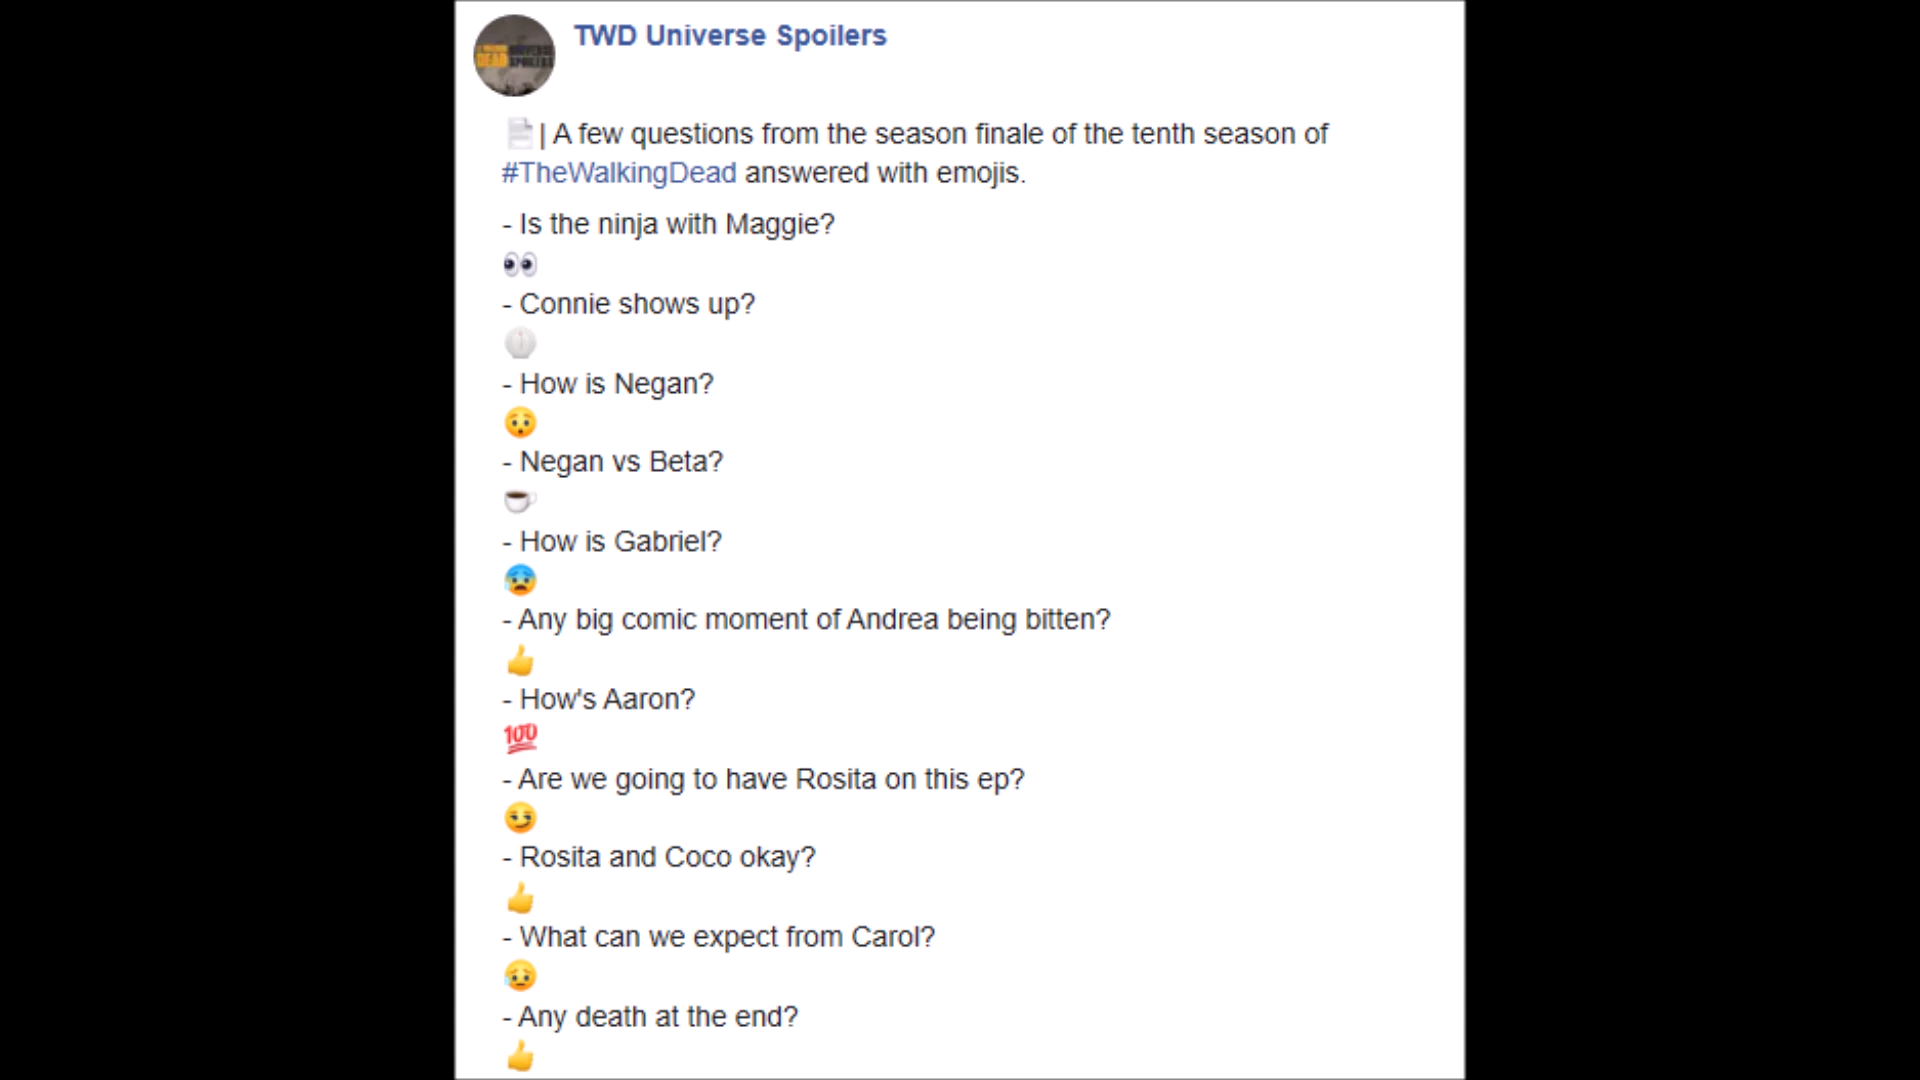 TWD Universe Spoilers
DEAD
📄| A few questions from the season finale of the tenth season of
#TheWalkingDead answered with emojis.
- Is the ninja with Maggie?
👀
- Connie shows up?
- How is Negan?
😯
- Negan vs Beta?
☕
- How is Gabriel?
😰
- Any big comic moment of Andrea being bitten?
👍
- How's Aaron?
💯
- Are we going to have Rosita on this ep?
😏
- Rosita and Coco okay?
👍
- What can we expect from Carol?
😥
- Any death at the end?
👍